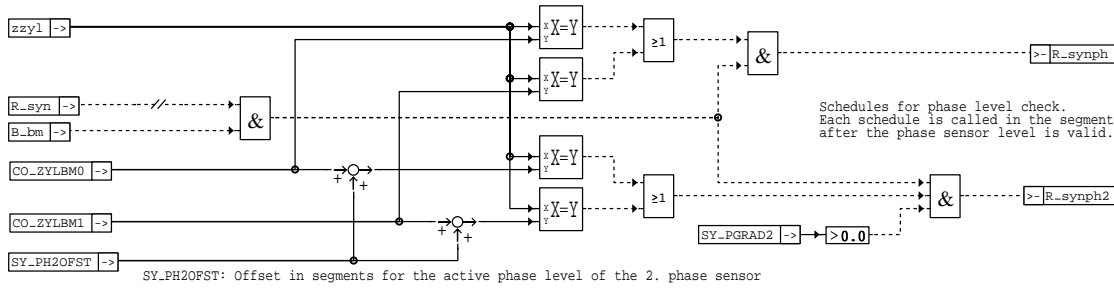 zzyl ->
X
Y
X=Y
≥1
&
>- R_synph
X
Y
X=Y
R_syn ->
B_bm ->
&
Schedules for phase level check.
Each schedule is called in the segment
after the phase sensor level is valid.
CO_ZYLBM0 ->
+
+
X
Y
X=Y
≥1
&
>- R_synph2
CO_ZYLBM1 ->
+
+
X
Y
X=Y
SY_PGRAD2 ->
>0.0
SY_PH2OFST ->
SY_PH2OFST: Offset in segments for the active phase level of the 2. phase sensor